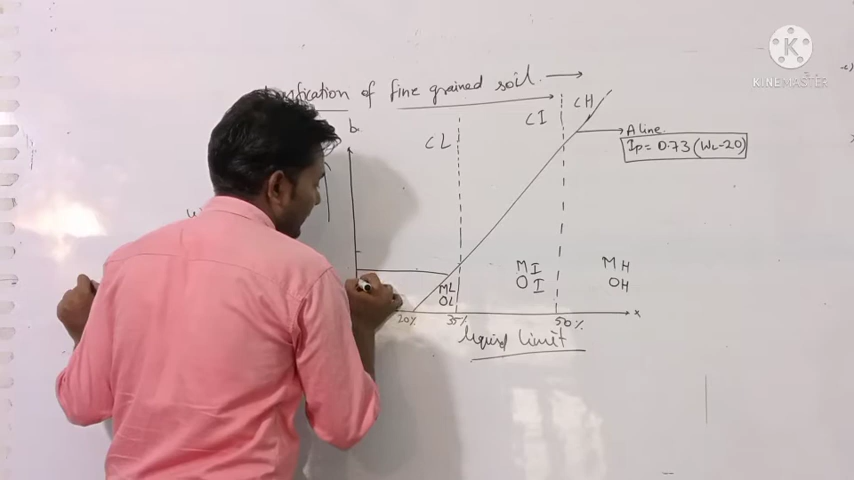 KINEMASTER
of fine grained soil.
CL
CI
CH
A line.
Ip = 0.73 (WL-20)
ML
OL
MI
OI
MH
OH
20%
35%
50%
x
liquid limit